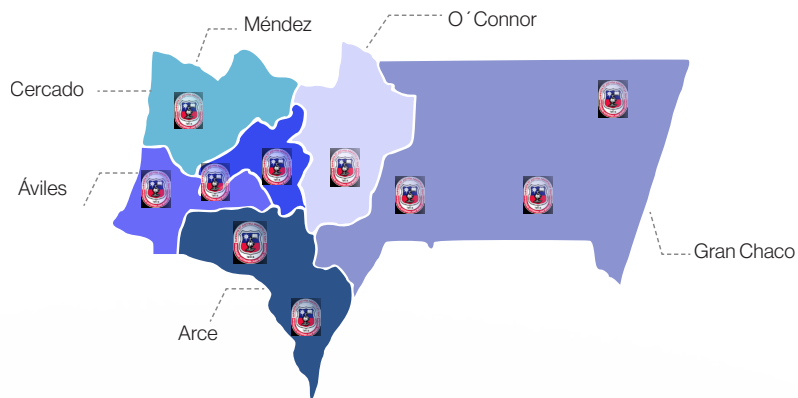 Méndez
O´Connor
Cercado
Áviles
Gran Chaco
Arce